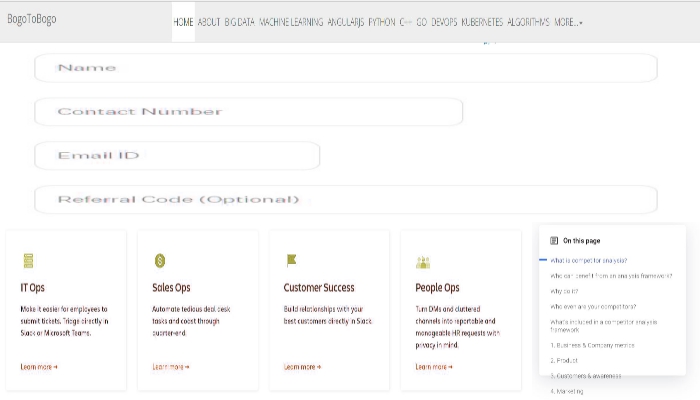 BogoToBogo
HOME ABOUT BIG DATA MACHINE LEARNING ANGULARJS PYTHON C++ GO DEVOPS KUBERNETES ALGORITHMS MORE...
Name
Contact Number
Email ID
Referral Code (Optional)
IT Ops
Make it easier for employees to
submit tickets. Triage directly in
Slack or Microsoft Teams.
Learn more →
Sales Ops
Automate tedious deal desk
tasks and coast through
quarter-end.
Learn more →
Customer Success
Build relationships with your
best customers directly in Slack.
Learn more →
People Ops
Turn DMs and cluttered
channels into reportable and
manageable HR requests with
privacy in mind.
Learn more →
On this page
What is competitor analysis?
Who can benefit from an analysis framework?
Why do it?
Who even are your competitors?
What's included in a competitor analysis
framework
1. Business & Company metrics
2. Product
3. Customers & awareness
4. Marketing